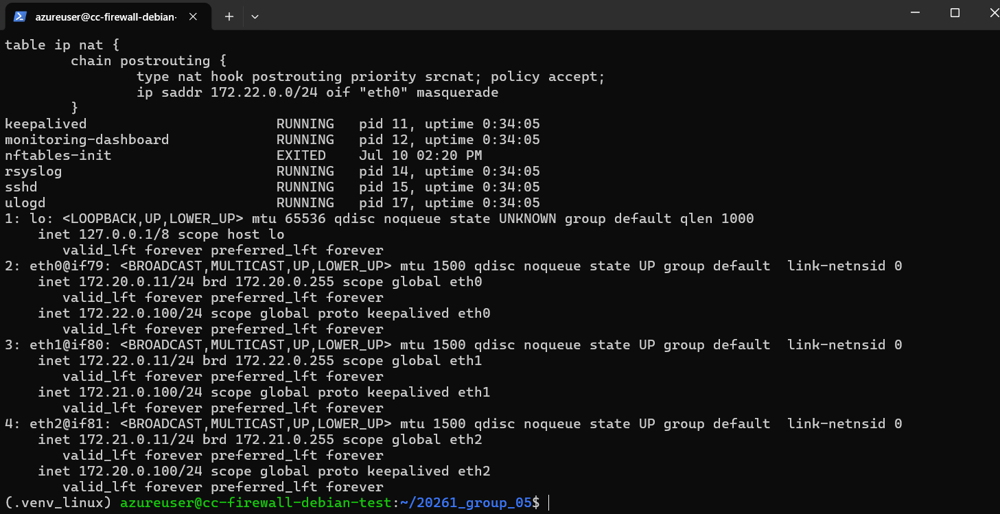 azureuser@cc-firewall-debian-
table ip nat {
        chain postrouting {
                type nat hook postrouting priority srcnat; policy accept;
                ip saddr 172.22.0.0/24 oif "eth0" masquerade
        }
keepalived                       RUNNING   pid 11, uptime 0:34:05
monitoring-dashboard             RUNNING   pid 12, uptime 0:34:05
nftables-init                    EXITED    Jul 10 02:20 PM
rsyslog                          RUNNING   pid 14, uptime 0:34:05
sshd                             RUNNING   pid 15, uptime 0:34:05
ulogd                            RUNNING   pid 17, uptime 0:34:05
1: lo: <LOOPBACK,UP,LOWER_UP> mtu 65536 qdisc noqueue state UNKNOWN group default qlen 1000
    inet 127.0.0.1/8 scope host lo
       valid_lft forever preferred_lft forever
2: eth0@if79: <BROADCAST,MULTICAST,UP,LOWER_UP> mtu 1500 qdisc noqueue state UP group default  link-netnsid 0
    inet 172.20.0.11/24 brd 172.20.0.255 scope global eth0
       valid_lft forever preferred_lft forever
    inet 172.22.0.100/24 scope global proto keepalived eth0
       valid_lft forever preferred_lft forever
3: eth1@if80: <BROADCAST,MULTICAST,UP,LOWER_UP> mtu 1500 qdisc noqueue state UP group default  link-netnsid 0
    inet 172.22.0.11/24 brd 172.22.0.255 scope global eth1
       valid_lft forever preferred_lft forever
    inet 172.21.0.100/24 scope global proto keepalived eth1
       valid_lft forever preferred_lft forever
4: eth2@if81: <BROADCAST,MULTICAST,UP,LOWER_UP> mtu 1500 qdisc noqueue state UP group default  link-netnsid 0
    inet 172.21.0.11/24 brd 172.21.0.255 scope global eth2
       valid_lft forever preferred_lft forever
    inet 172.20.0.100/24 scope global proto keepalived eth2
       valid_lft forever preferred_lft forever
(.venv_linux) azureuser@cc-firewall-debian-test:~/20261_group_05$